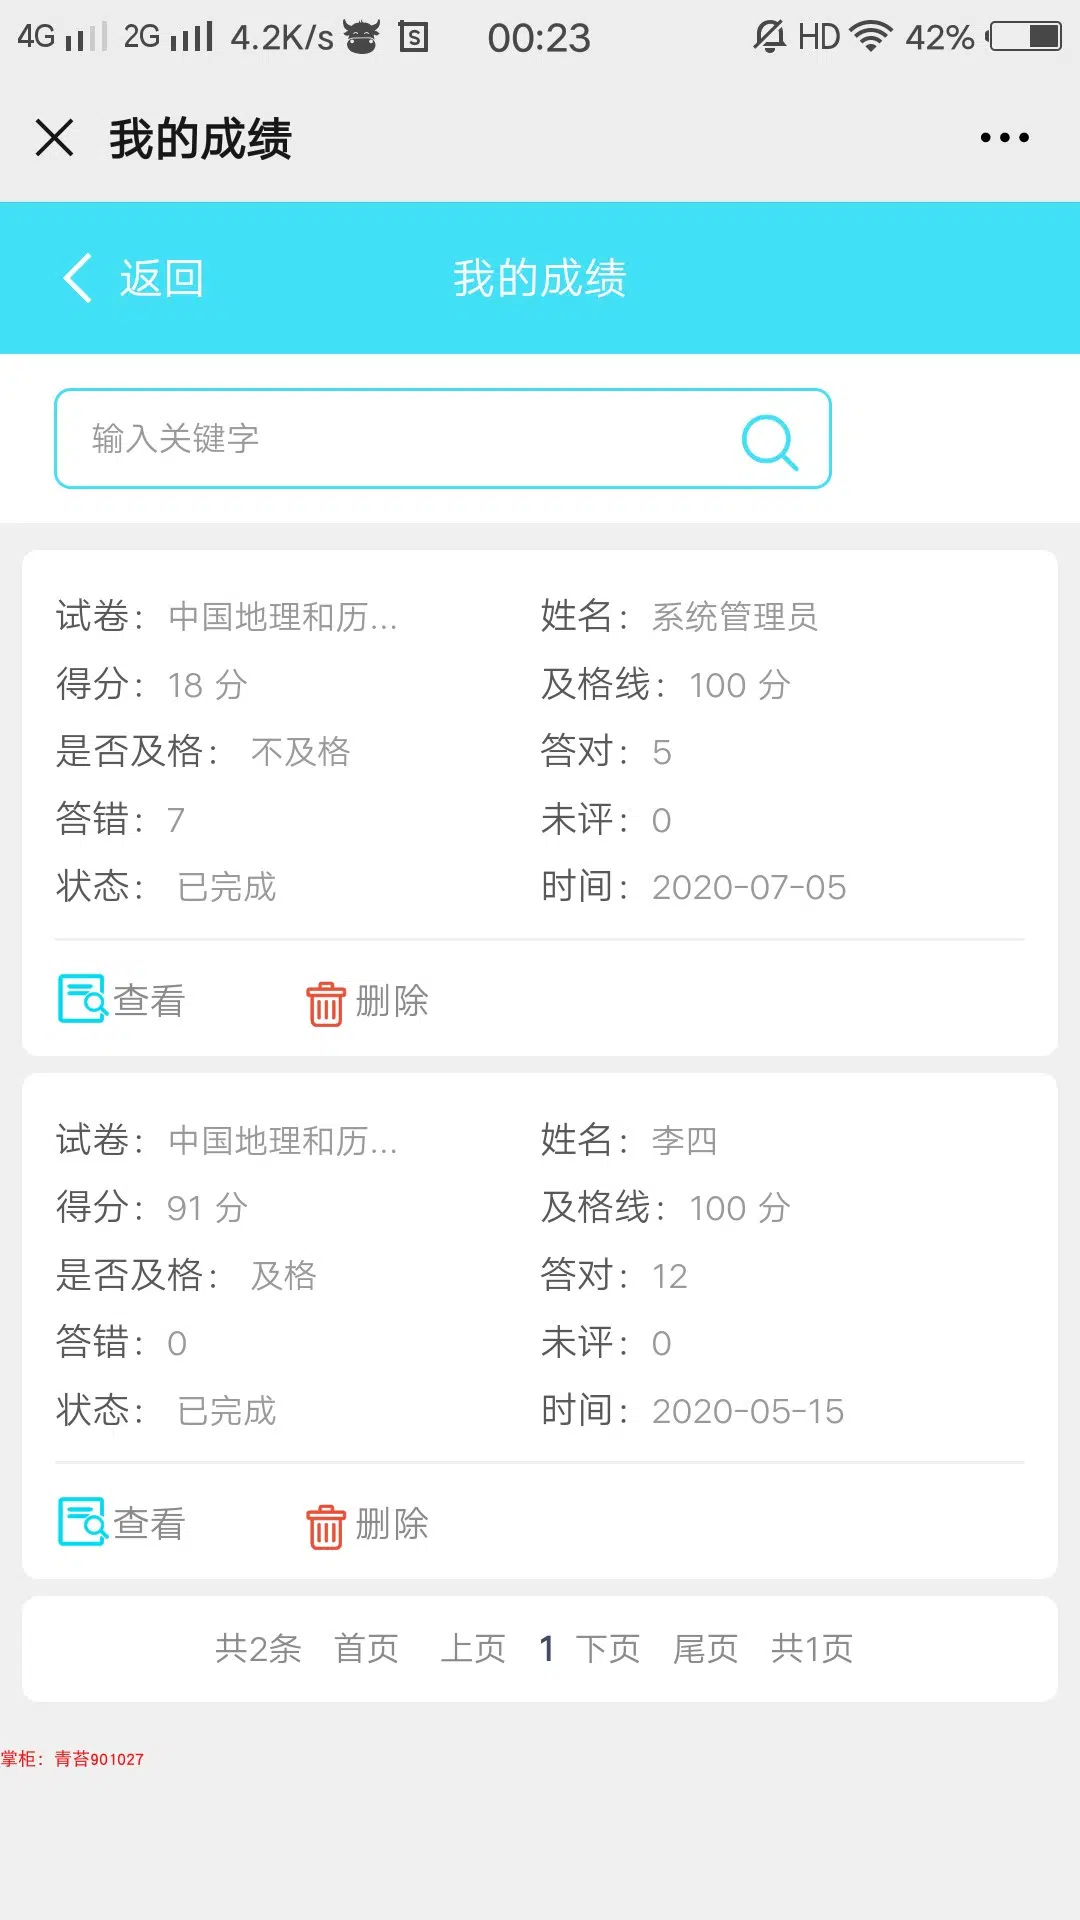 4G 2G 4.2K/s 00:23 HD 42%
我的成绩
返回 我的成绩
输入关键字
试卷： 中国地理和历... 姓名： 系统管理员
得分： 18 分 及格线： 100 分
是否及格： 不及格 答对： 5
答错： 7 未评： 0
状态： 已完成 时间： 2020-07-05
查看 删除
试卷： 中国地理和历... 姓名： 李四
得分： 91 分 及格线： 100 分
是否及格： 及格 答对： 12
答错： 0 未评： 0
状态： 已完成 时间： 2020-05-15
查看 删除
共2条 首页 上页 1 下页 尾页 共1页
掌柜：青苔901027